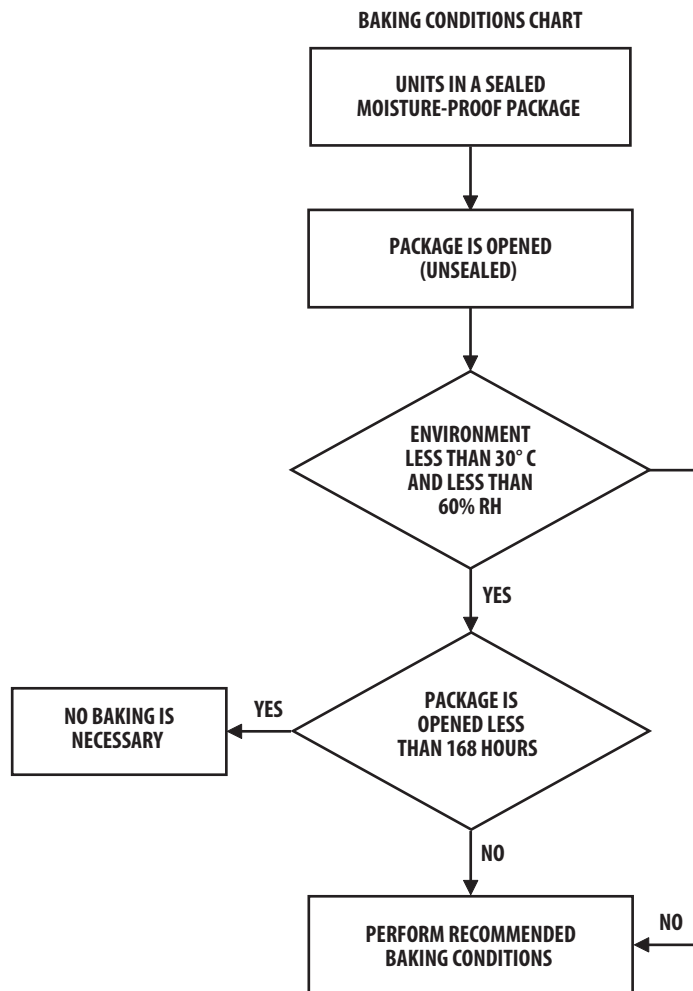 BAKING CONDITIONS CHART
UNITS IN A SEALED
MOISTURE-PROOF PACKAGE
PACKAGE IS OPENED
(UNSEALED)
ENVIRONMENT
LESS THAN 30° C
AND LESS THAN
60% RH
YES
PACKAGE IS
OPENED LESS
THAN 168 HOURS
YES
NO BAKING IS
NECESSARY
NO
PERFORM RECOMMENDED
BAKING CONDITIONS
NO